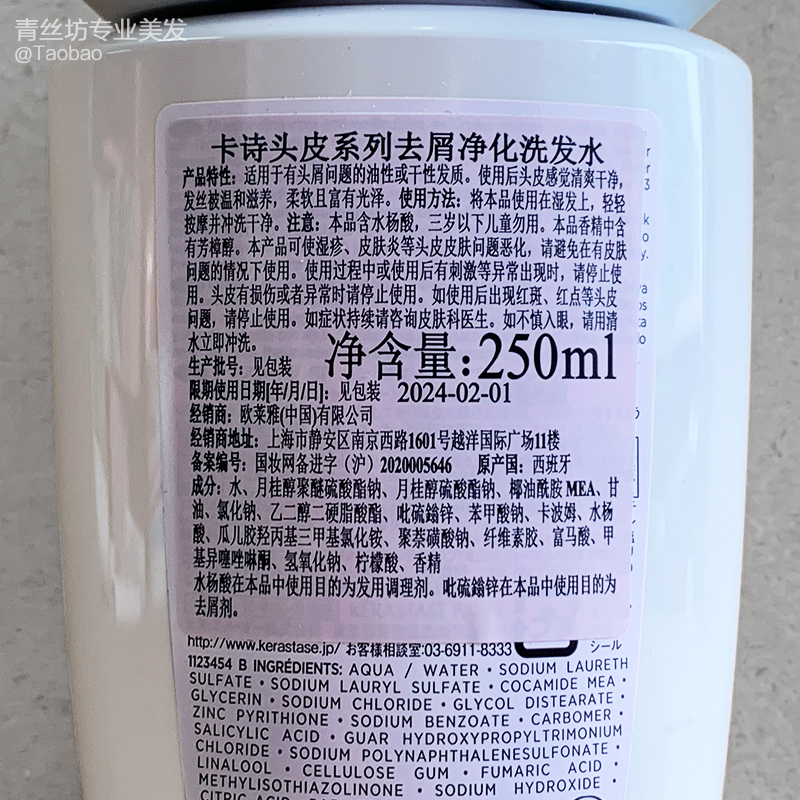 青丝坊专业美发
@Taobao
卡诗头皮系列去屑净化洗发水
产品特性：适用于有头屑问题的油性或干性发质。使用后头皮感觉清爽干净，
发丝被温和滋养，柔软且富有光泽。使用方法：将本品使用在湿发上，轻轻
按摩并冲洗干净。注意：本品含水杨酸，三岁以下儿童勿用。本品香精中含
有芳樟醇。本产品可使湿疹、皮肤炎等头皮皮肤问题恶化，请避免在有皮肤
问题的情况下使用。使用过程中或使用后有刺激等异常出现时，请停止使
用。头皮有损伤或者异常时请停止使用。如使用后出现红斑、红点等头皮
问题，请停止使用。如症状持续请咨询皮肤科医生。如不慎入眼，请用清
水立即冲洗。
净含量：250ml
生产批号：见包装
限期使用日期[年/月/日]：见包装 2024-02-01
经销商：欧莱雅(中国)有限公司
经销商地址：上海市静安区南京西路1601号越洋国际广场11楼
备案编号：国妆网备进字（沪）2020005646 原产国：西班牙
成分：水、月桂醇聚醚硫酸酯钠、月桂醇硫酸酯钠、椰油酰胺 MEA、甘
油、氯化钠、乙二醇二硬脂酸酯、吡硫鎓锌、苯甲酸钠、卡波姆、水杨
酸、瓜儿胶羟丙基三甲基氯化铵、聚萘磺酸钠、纤维素胶、富马酸、甲
基异噻唑啉酮、氢氧化钠、柠檬酸、香精
水杨酸在本品中使用目的为发用调理剂。吡硫鎓锌在本品中使用目的为
去屑剂。
http://www.kerastase.jp/ お客様相談室:03-6911-8333 シール
1123454 B INGRÉDIENTS: AQUA / WATER • SODIUM LAURETH
SULFATE • SODIUM LAURYL SULFATE • COCAMIDE MEA •
GLYCERIN • SODIUM CHLORIDE • GLYCOL DISTEARATE •
ZINC PYRITHIONE • SODIUM BENZOATE • CARBOMER •
SALICYLIC ACID • GUAR HYDROXYPROPYLTRIMONIUM
CHLORIDE • SODIUM POLYNAPHTHALENESULFONATE •
LINALOOL • CELLULOSE GUM • FUMARIC ACID •
METHYLISOTHIAZOLINONE • SODIUM HYDROXIDE •
CITRIC ACID